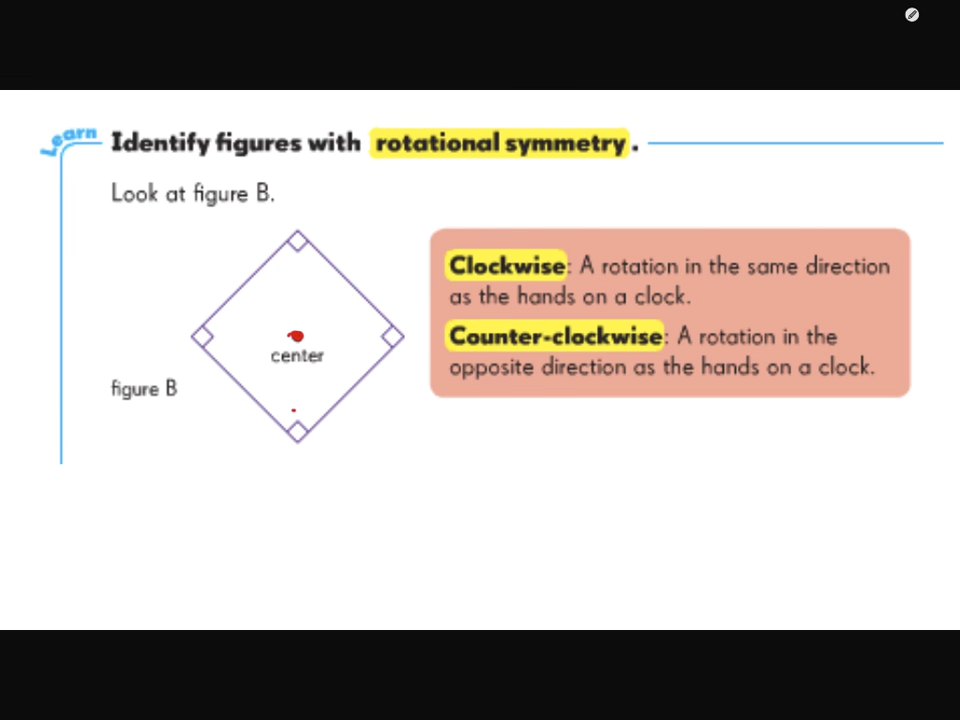 Learn
Identify figures with rotational symmetry.
Look at figure B.
center
figure B
Clockwise: A rotation in the same direction
as the hands on a clock.
Counter-clockwise: A rotation in the
opposite direction as the hands on a clock.